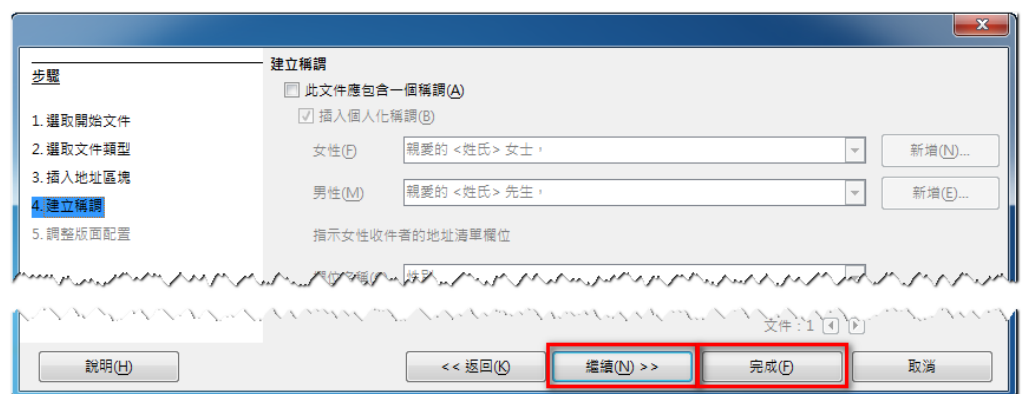 步驟
1. 選取開始文件
2. 選取文件類型
3. 插入地址區塊
4. 建立稱謂
5. 調整版面配置
建立稱謂
此文件應包含一個稱謂(A)
插入個人化稱謂(B)
女性(F) 親愛的 <姓氏> 女士， 新增(N)...
男性(M) 親愛的 <姓氏> 先生， 新增(E)...
指示女性收件者的地址清單欄位
文件：1
說明(H) << 返回(K) 繼續(N) >> 完成(F) 取消